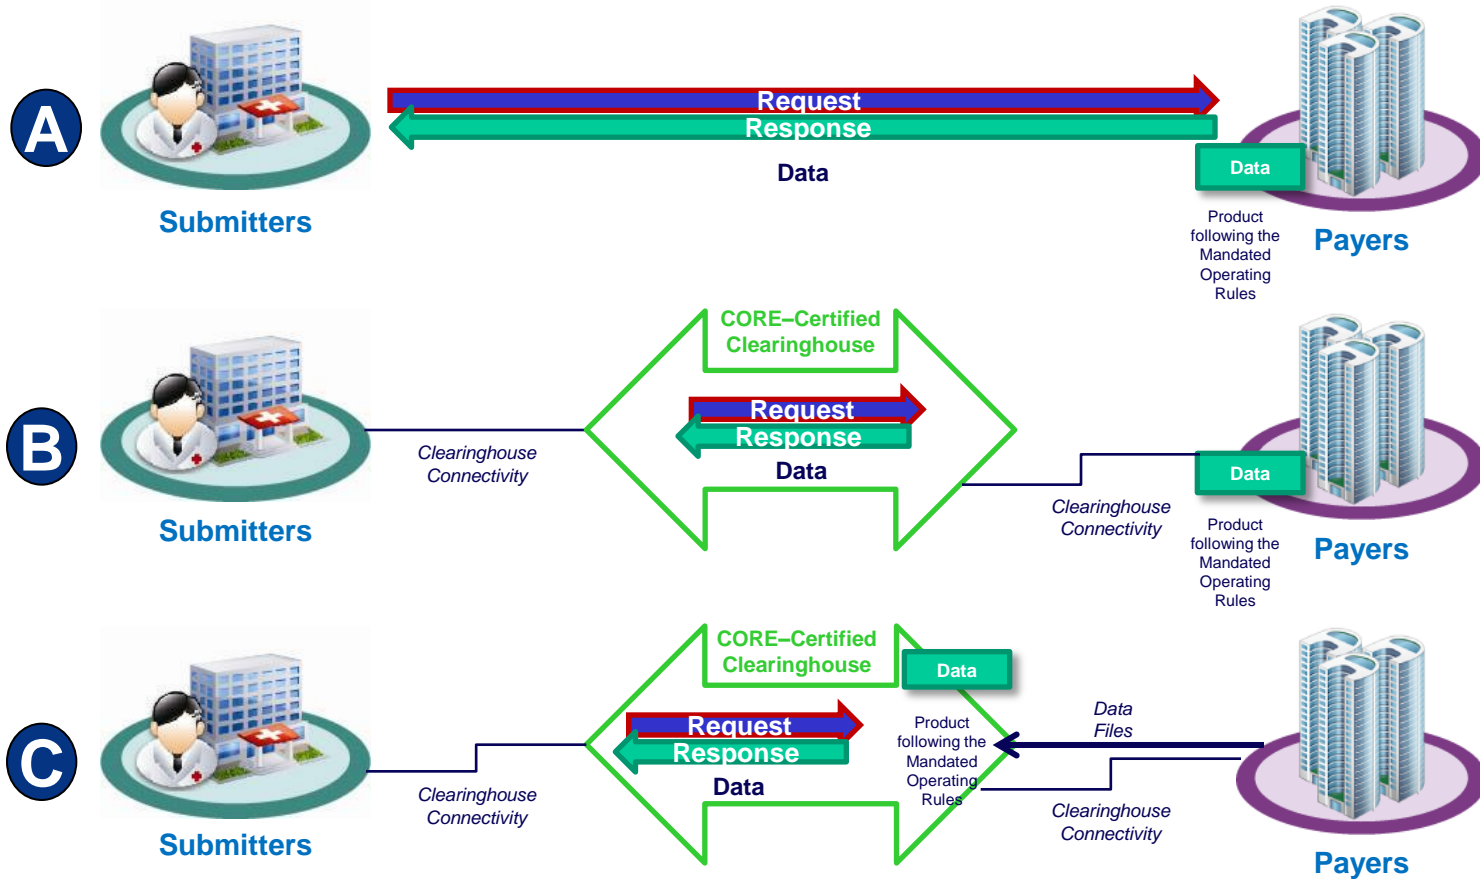 A
Request
Response
Data
Data
Submitters
Product
following the
Mandated
Operating
Rules
Payers
B
CORE–Certified
Clearinghouse
Request
Response
Data
Clearinghouse
Connectivity
Clearinghouse
Connectivity
Data
Submitters
Product
following the
Mandated
Operating
Rules
Payers
C
CORE–Certified
Clearinghouse
Data
Request
Response
Data
Product
following the
Mandated
Operating
Rules
Data
Files
Clearinghouse
Connectivity
Clearinghouse
Connectivity
Submitters
Payers